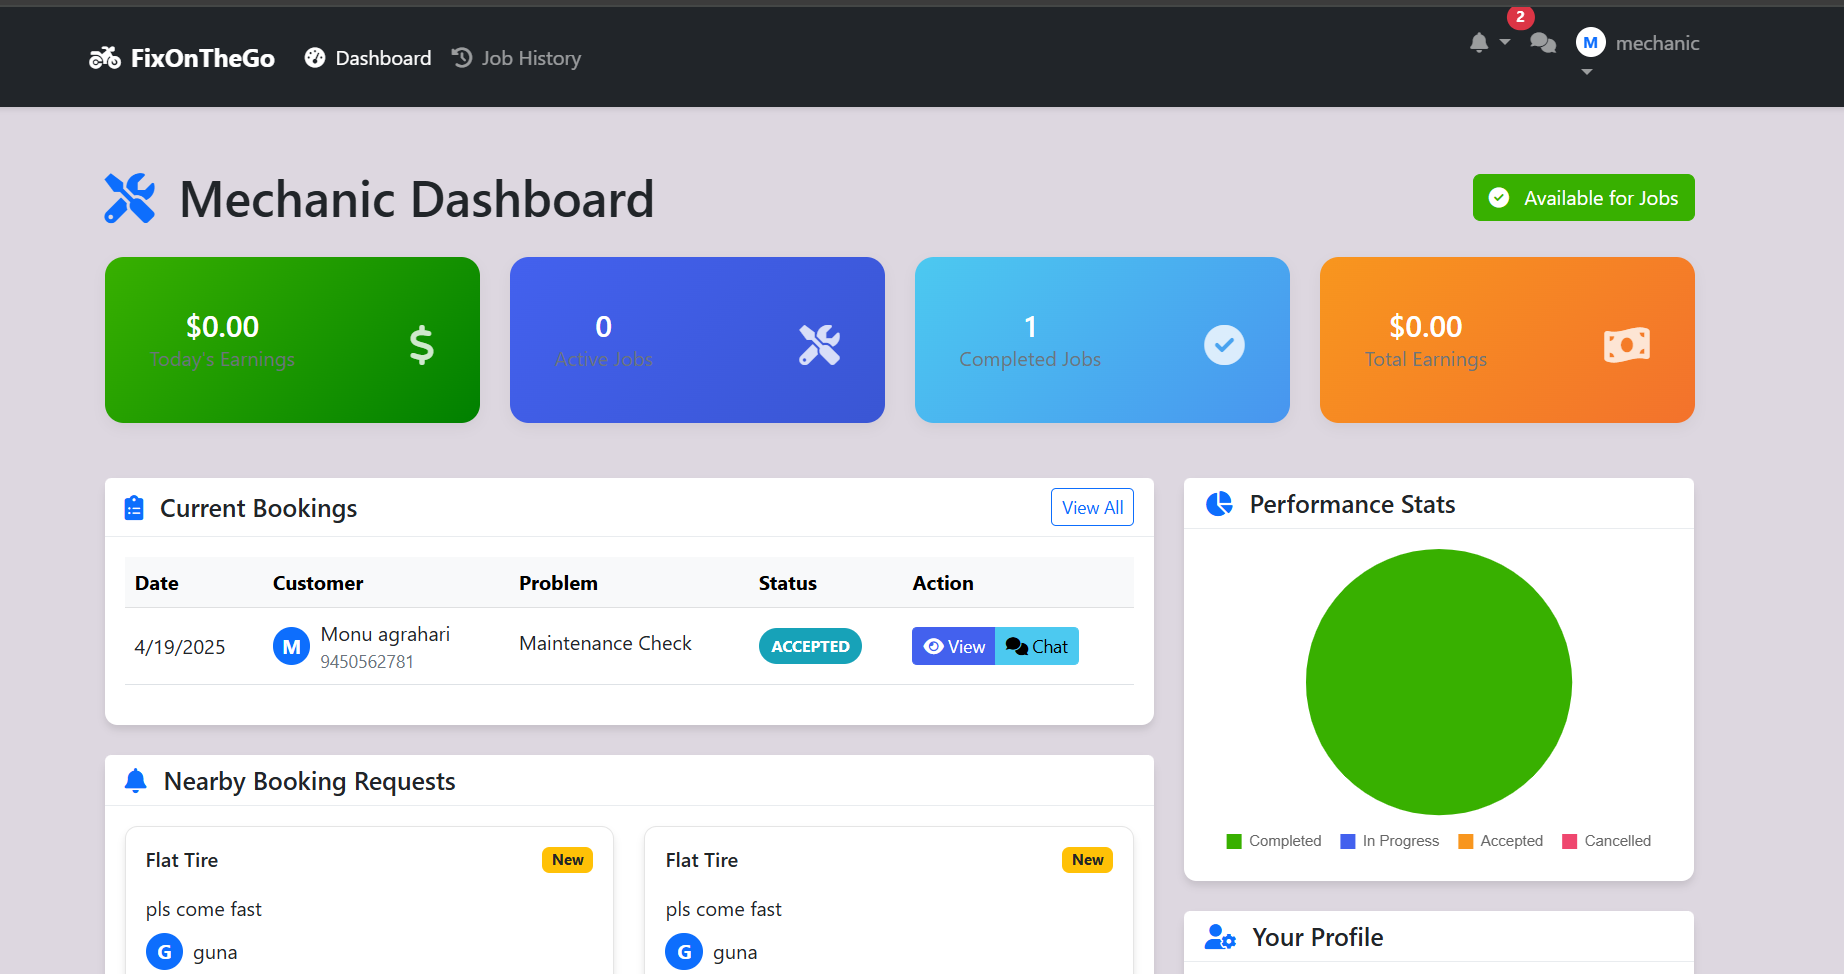 FixOnTheGo Dashboard Job History 2 M mechanic
Mechanic Dashboard Available for Jobs
$0.00 0 1 $0.00
Today's Earnings Active Jobs Completed Jobs Total Earnings
Current Bookings View All
Date Customer Problem Status Action
4/19/2025 M Monu agrahari Maintenance Check ACCEPTED View Chat
9450562781
Performance Stats
Completed In Progress Accepted Cancelled
Nearby Booking Requests
Flat Tire New
pls come fast
G guna
Flat Tire New
pls come fast
G guna
Your Profile